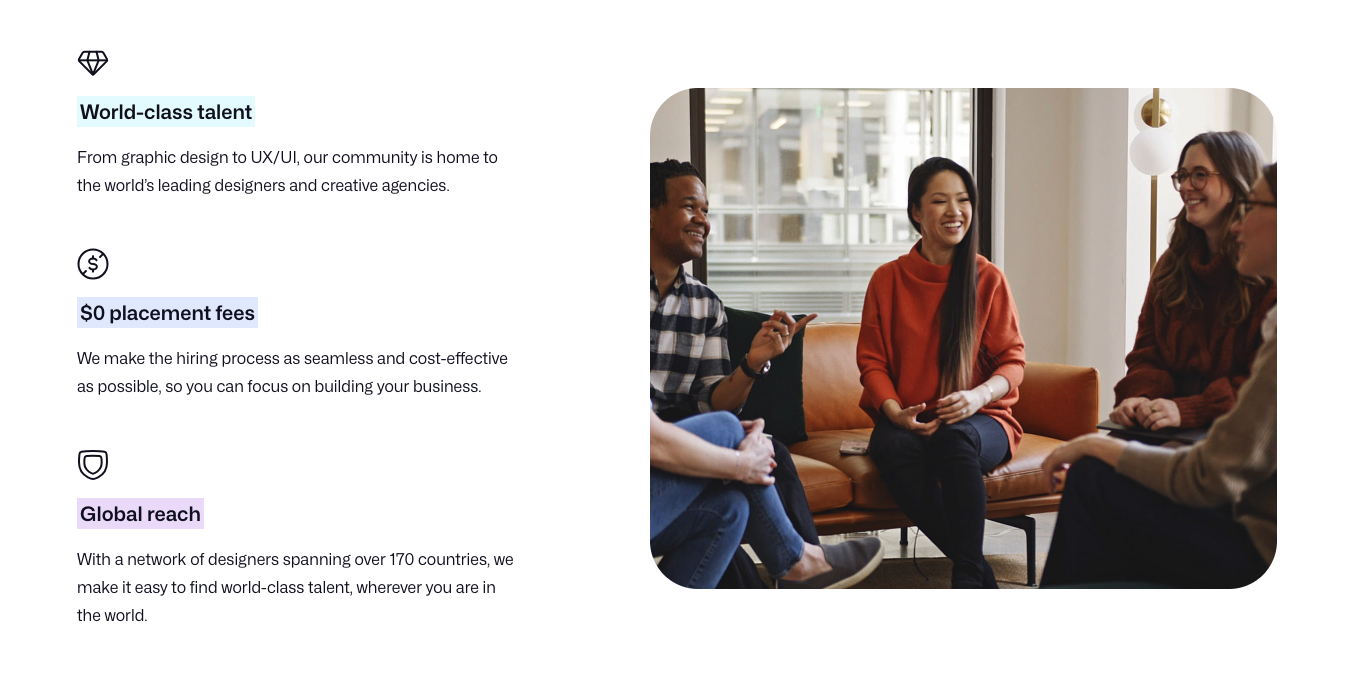 World-class talent
From graphic design to UX/UI, our community is home to
the world’s leading designers and creative agencies.
$0 placement fees
We make the hiring process as seamless and cost-effective
as possible, so you can focus on building your business.
Global reach
With a network of designers spanning over 170 countries, we
make it easy to find world-class talent, wherever you are in
the world.